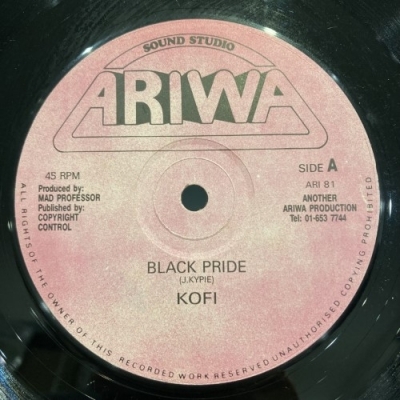 SOUND STUDIO
ARIWA
45 RPM
Produced by:
MAD PROFESSOR
Published by:
COPYRIGHT
CONTROL
SIDE A
ARI 81
ANOTHER
ARIWA PRODUCTION
Tel: 01-653 7744
BLACK PRIDE
(J.KYPIE)
KOFI
ALL RIGHTS OF THE OWNER OF THIS RECORDED WORK RESERVED UNAUTHORISED COPYING PROHIBITED